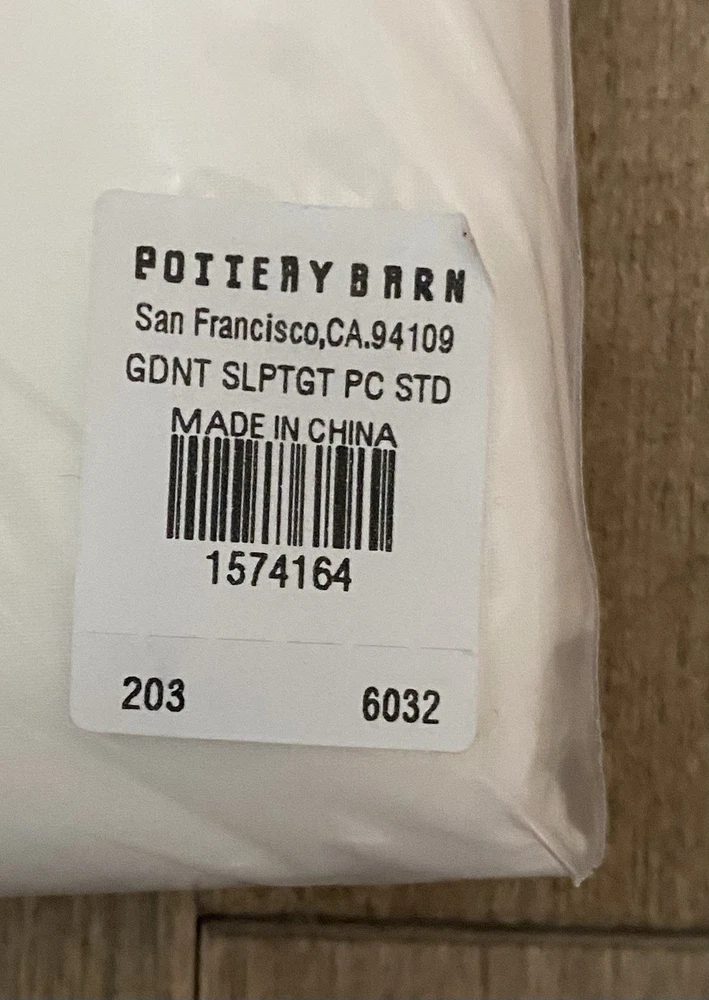 POTTERY BARN
San Francisco,CA.94109
GDNT SLPTGT PC STD
MADE IN CHINA
1574164
203 6032